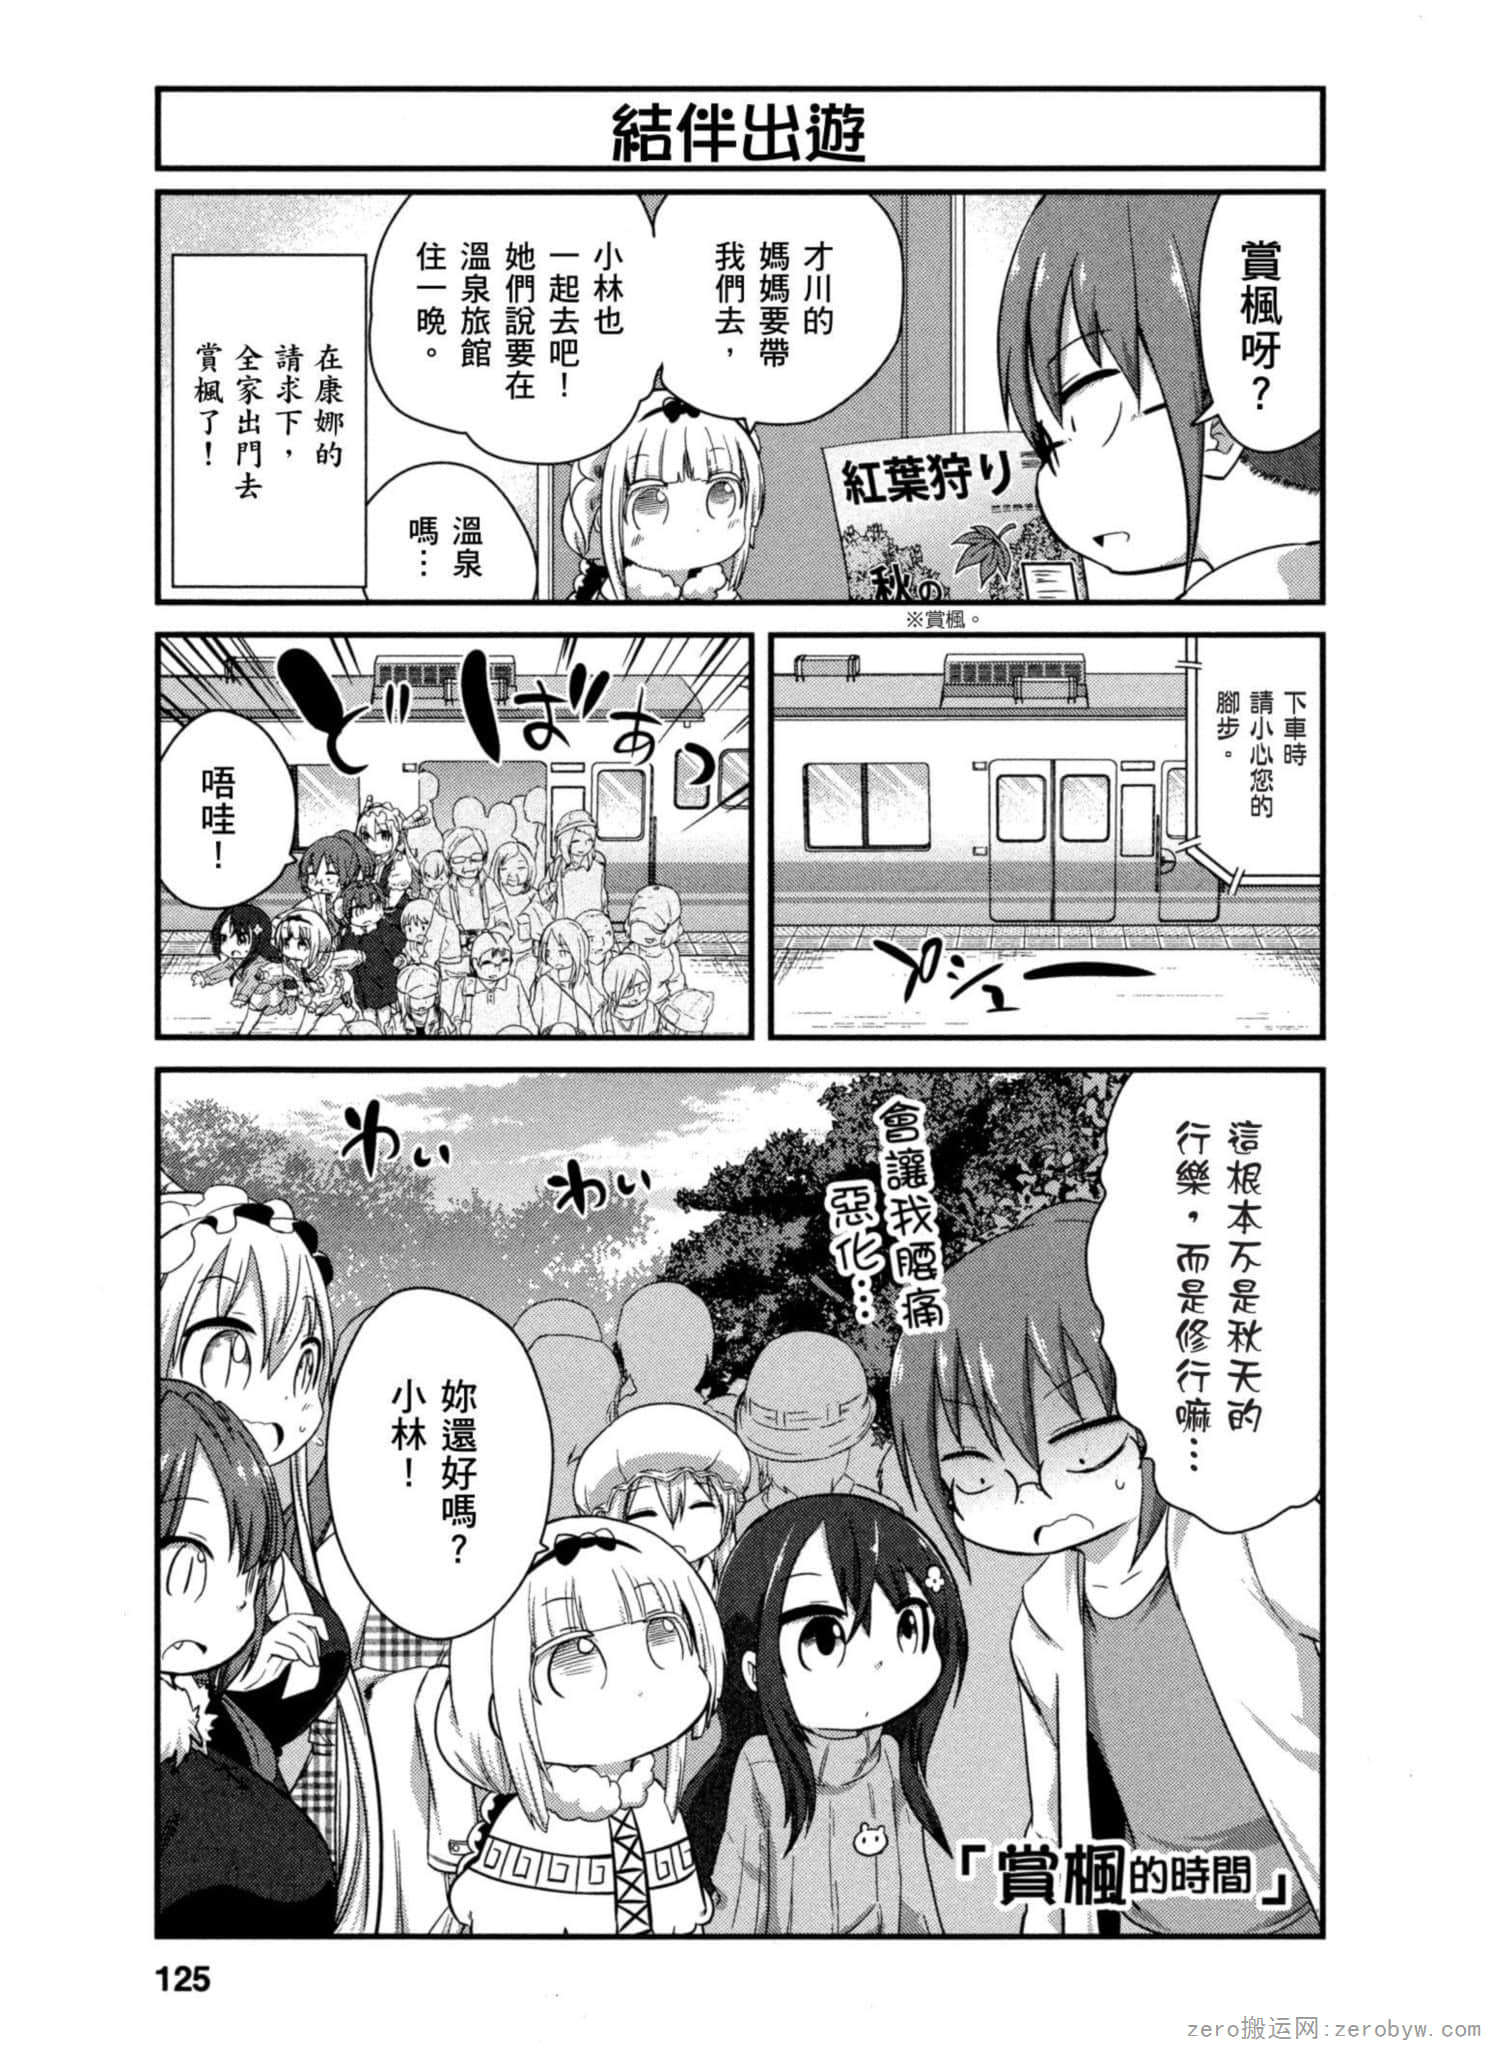 結伴出遊
賞楓呀？
才川的
媽媽要帶
我們去，
小林也
一起去吧！
她們說要在
溫泉旅館
住一晚。
紅葉狩り
秋の
溫泉
嗎…
在康娜的
請求下，
全家出門去
賞楓了！
※賞楓。
下車時
請小心您的
腳步。
プシュー
どばぁっ
唔哇！
這根本不是秋天的
行樂，而是修行嘛…
會讓我腰痛
惡化…
わぃ
わぃ
妳還好嗎？
小林！
「賞楓的時間」
125
zero搬运网:zerobyw.com